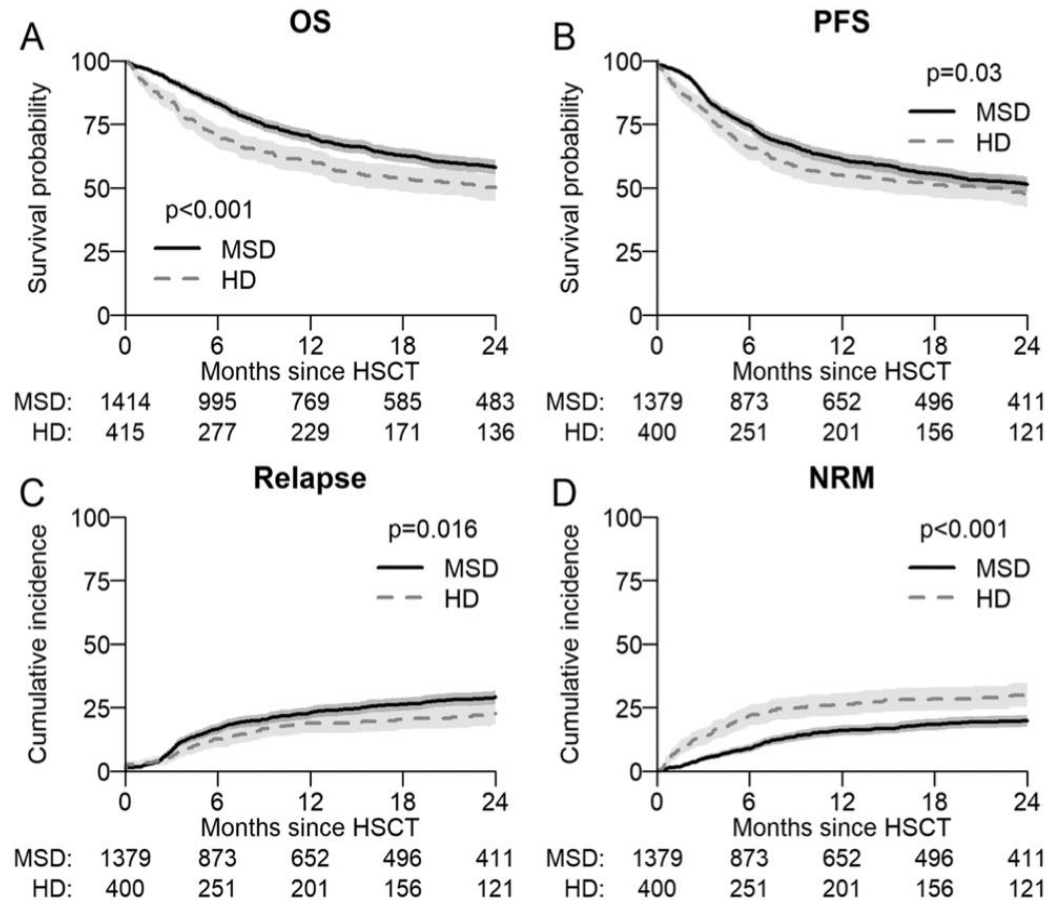 A
OS
100
75
50
25
0
Survival probability
p<0.001
MSD
HD
0 6 12 18 24
Months since HSCT
MSD: 1414 995 769 585 483
HD: 415 277 229 171 136
B
PFS
100
75
50
25
0
Survival probability
p=0.03
MSD
HD
0 6 12 18 24
Months since HSCT
MSD: 1379 873 652 496 411
HD: 400 251 201 156 121
C
Relapse
100
75
50
25
0
Cumulative incidence
p=0.016
MSD
HD
0 6 12 18 24
Months since HSCT
MSD: 1379 873 652 496 411
HD: 400 251 201 156 121
D
NRM
100
75
50
25
0
Cumulative incidence
p<0.001
MSD
HD
0 6 12 18 24
Months since HSCT
MSD: 1379 873 652 496 411
HD: 400 251 201 156 121